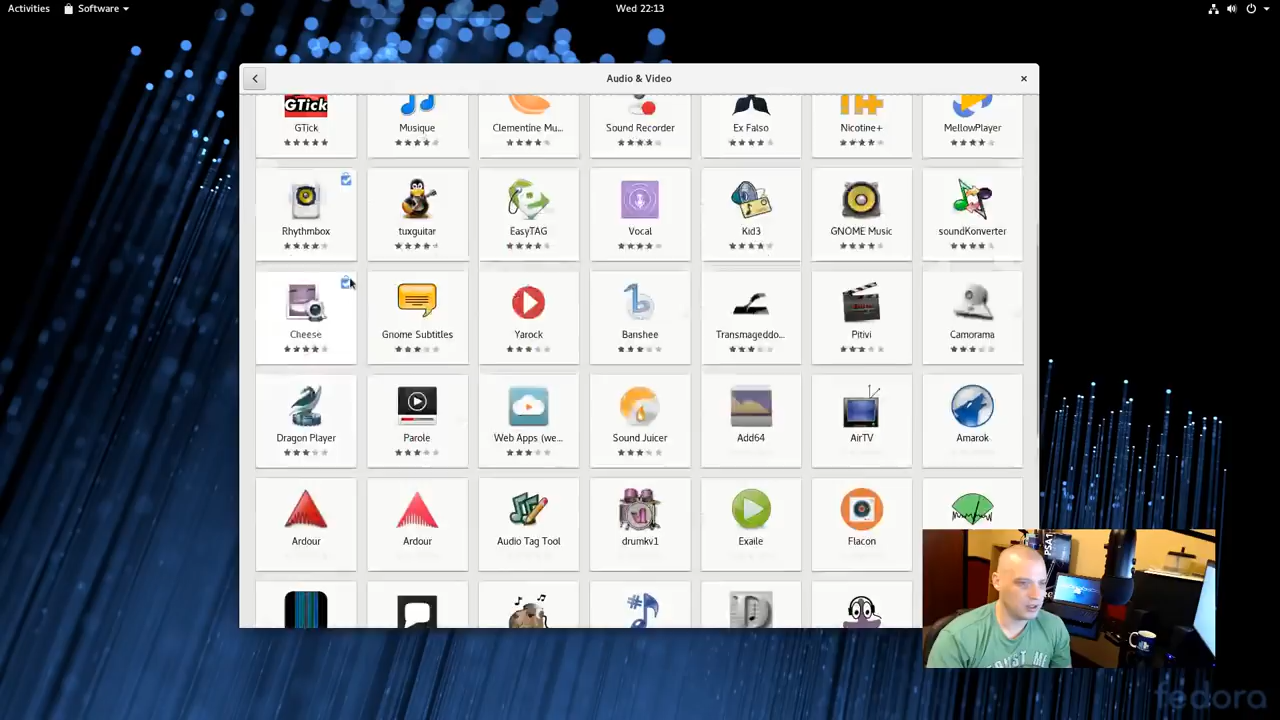 Activities Software Wed 22:13
Audio & Video
GTick
GTick Musique Clementine Mu... Sound Recorder Ex Falso Nicotine+ MellowPlayer
Rhythmbox tuxguitar EasyTAG Vocal Kid3 GNOME Music soundKonverter
Cheese Gnome Subtitles Yarock Banshee Transmageddo... Pitivi Camorama
Dragon Player Parole Web Apps (we... Sound Juicer Add64 AirTV Amarok
Ardour Ardour Audio Tag Tool drumkv1 Exaile Flacon
fedora